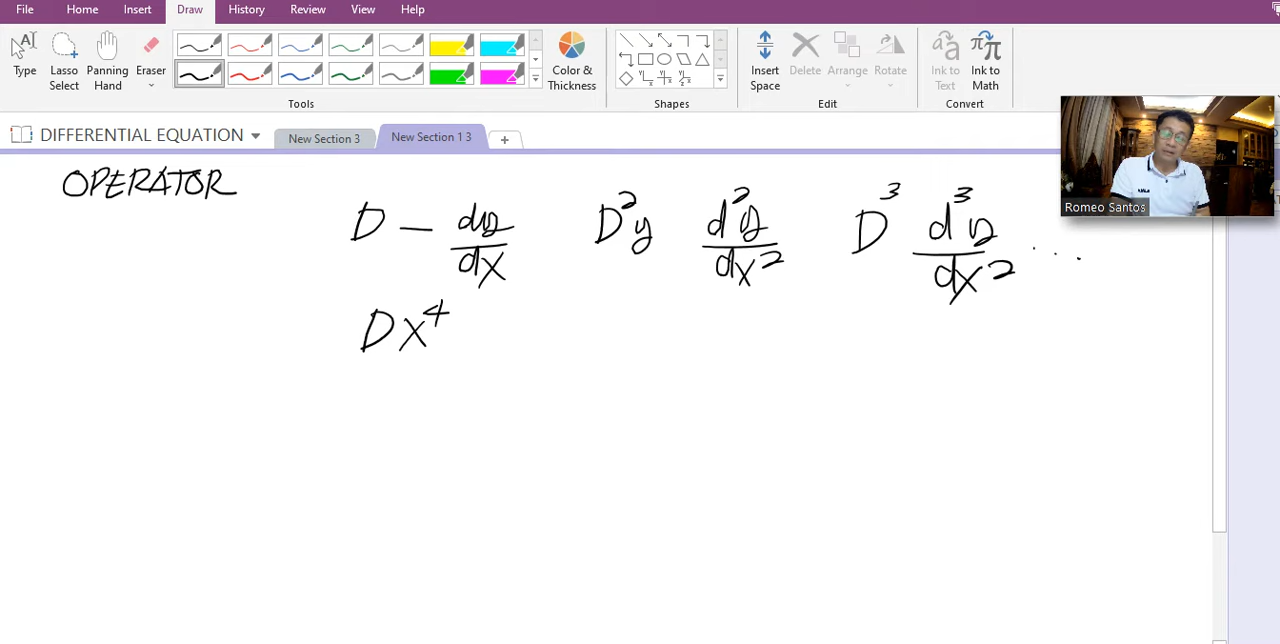 File Home Insert Draw History Review View Help
Type Lasso Select Panning Hand Eraser Color & Thickness Insert Space Delete Arrange Rotate Ink to Text Ink to Math
Tools Shapes Edit Convert
DIFFERENTIAL EQUATION New Section 3 New Section 1 3 +
Romeo Santos
OPERATOR
D — dy/dx D²y d²y/dx² D³ d³y/dx² ...
Dx⁴